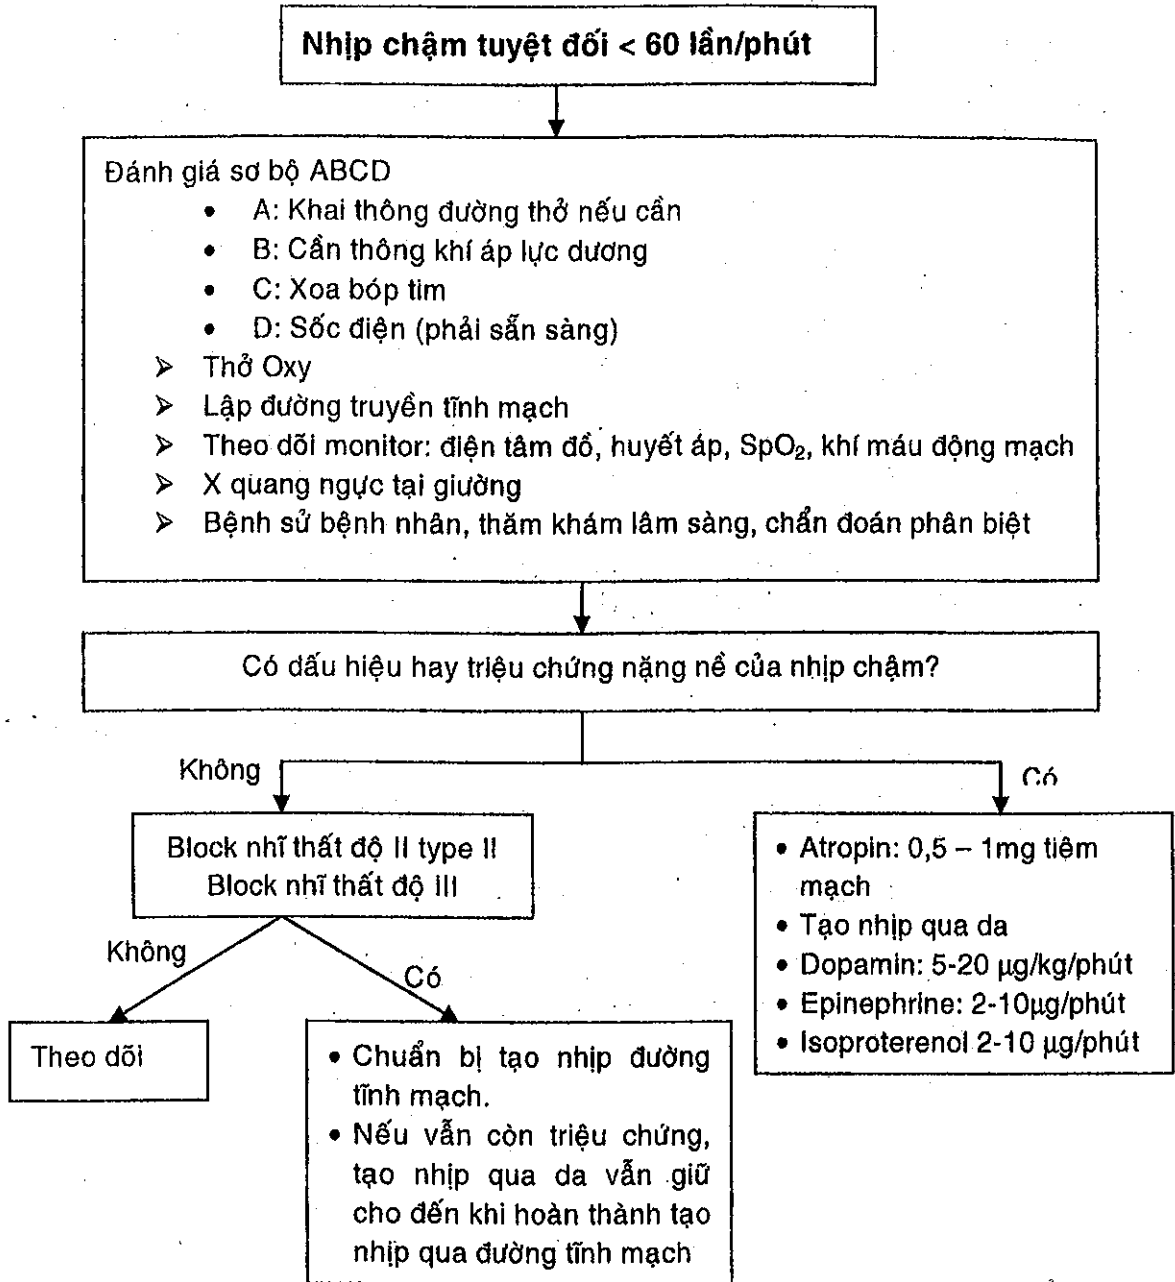 Nhịp chậm tuyệt đối < 60 lần/phút
Đánh giá sơ bộ ABCD
• A: Khai thông đường thở nếu cần
• B: Cần thông khí áp lực dương
• C: Xoa bóp tim
• D: Sốc điện (phải sẵn sàng)
➢ Thở Oxy
➢ Lập đường truyền tĩnh mạch
➢ Theo dõi monitor: điện tâm đồ, huyết áp, SpO₂, khí máu động mạch
➢ X quang ngực tại giường
➢ Bệnh sử bệnh nhân, thăm khám lâm sàng, chẩn đoán phân biệt
Có dấu hiệu hay triệu chứng nặng nề của nhịp chậm?
Không
Có
Block nhĩ thất độ II type II
Block nhĩ thất độ III
• Atropin: 0,5 – 1mg tiêm
mạch
• Tạo nhịp qua da
• Dopamin: 5-20 µg/kg/phút
• Epinephrine: 2-10µg/phút
• Isoproterenol 2-10 µg/phút
Không
Có
Theo dõi
• Chuẩn bị tạo nhịp đường
tĩnh mạch.
• Nếu vẫn còn triệu chứng,
tạo nhịp qua da vẫn giữ
cho đến khi hoàn thành tạo
nhịp qua đường tĩnh mạch